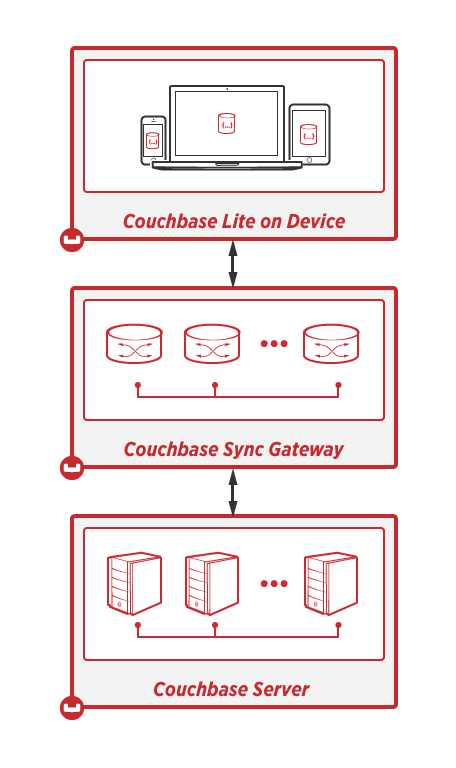 {...}
{...}
{...}
Couchbase Lite on Device
Couchbase Sync Gateway
Couchbase Server